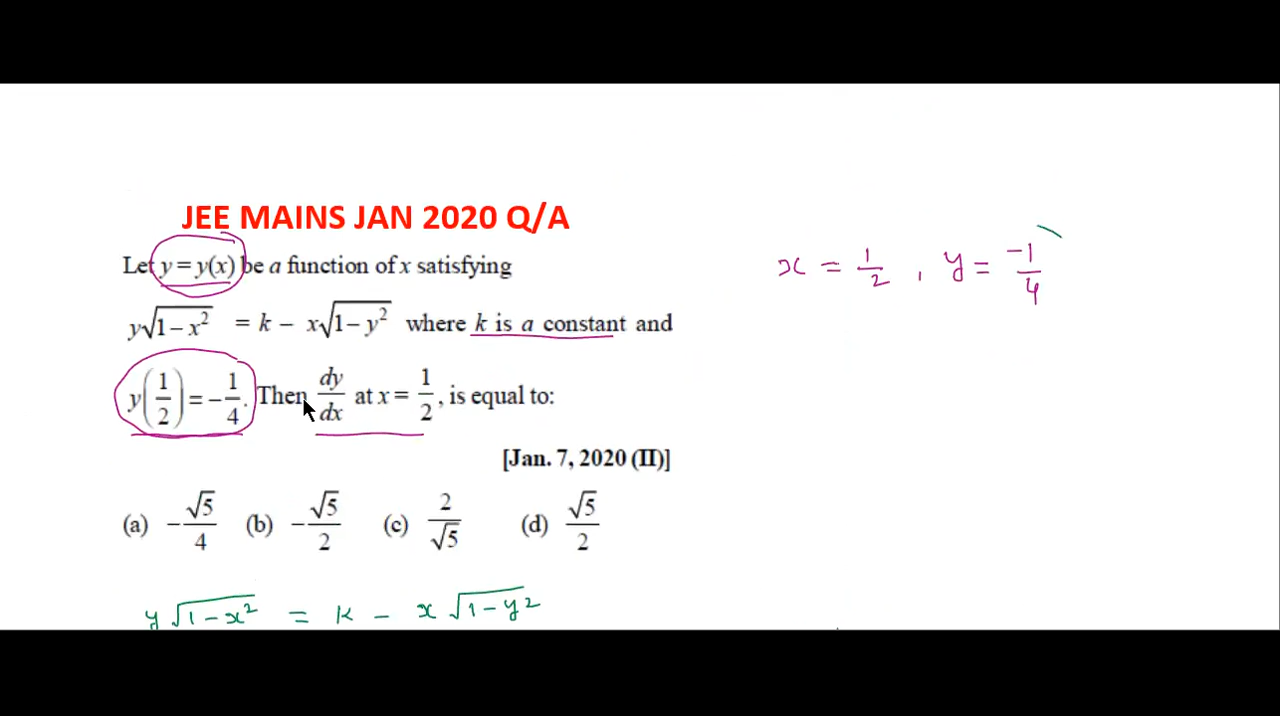 JEE MAINS JAN 2020 Q/A
Let y = y(x) be a function of x satisfying
y√(1−x²) = k − x√(1−y²) where k is a constant and
y(1/2) = −1/4. Then dy/dx at x = 1/2, is equal to:
[Jan. 7, 2020 (II)]
(a) −√5/4 (b) −√5/2 (c) 2/√5 (d) √5/2
y√(1−x²) = k − x√(1−y²)
x = 1/2 , y = −1/4